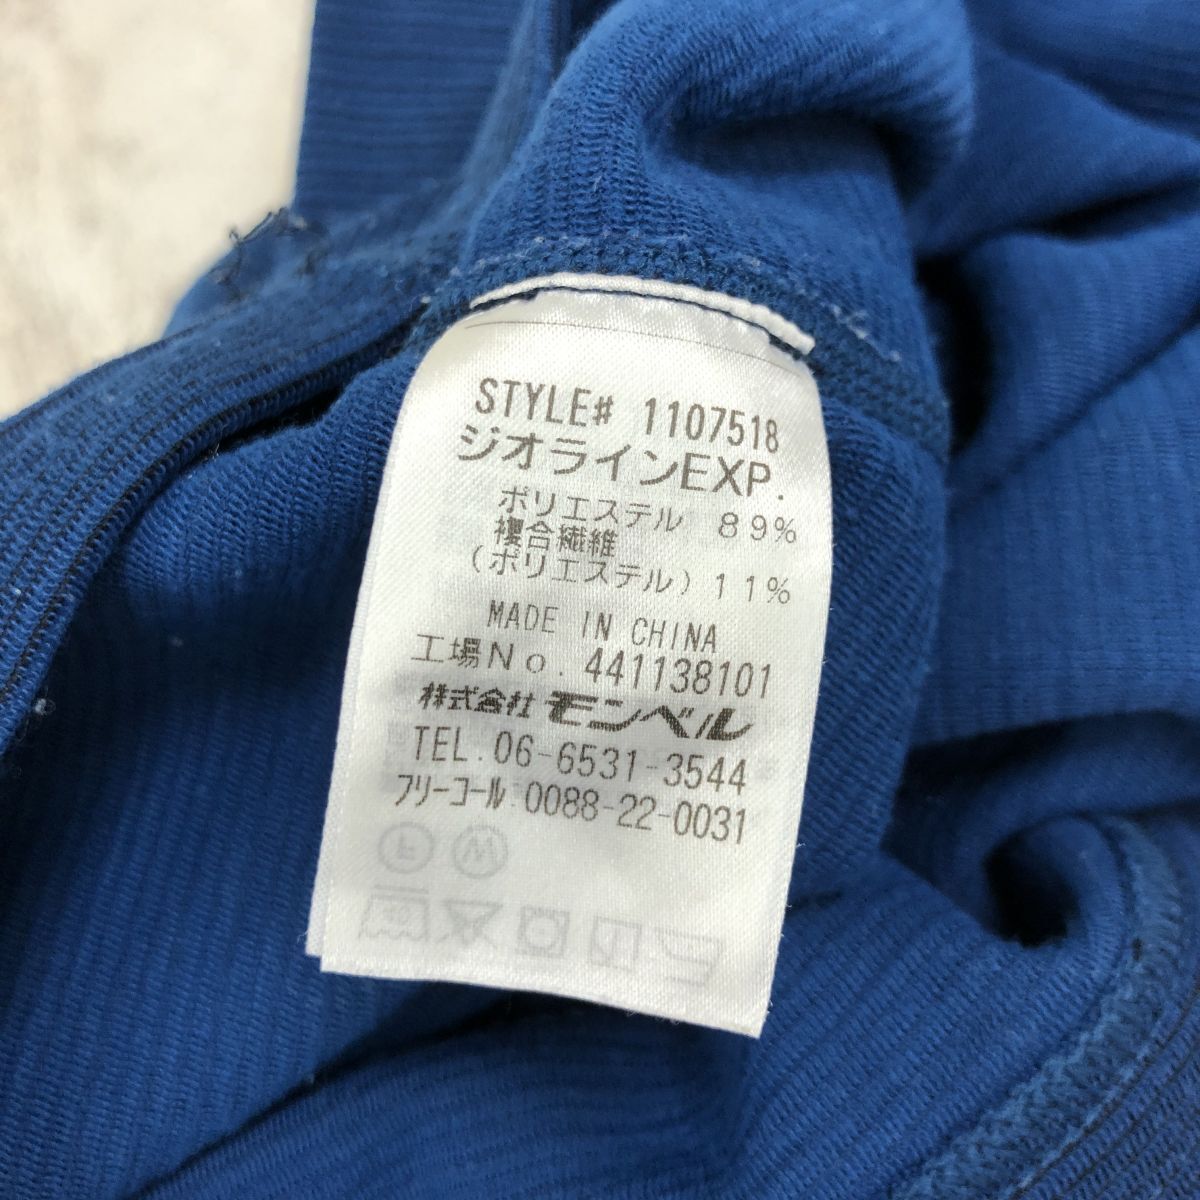 STYLE# 1107518
ジオラインEXP.
ポリエステル 89%
複合繊維
(ポリエステル)11%
MADE IN CHINA
工場No. 441138101
株式会社 モンベル
TEL. 06-6531-3544
フリーコール 0088-22-0031